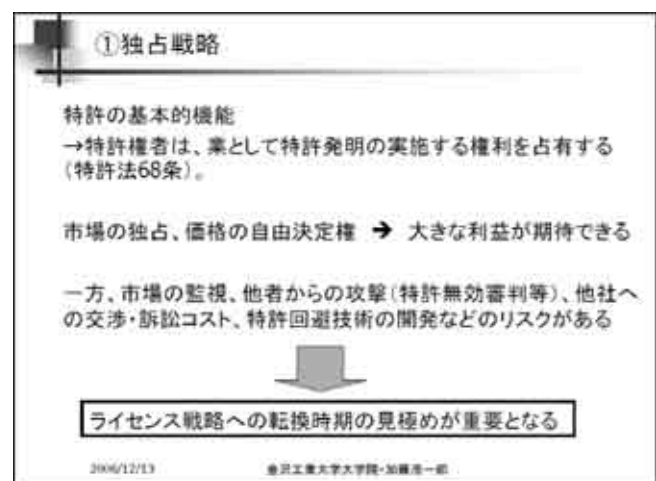 ①独占戦略
特許の基本的機能
→特許権者は、業として特許発明の実施する権利を占有する
(特許法68条)。
市場の独占、価格の自由決定権 ➔ 大きな利益が期待できる
一方、市場の監視、他者からの攻撃(特許無効審判等)、他社へ
の交渉・訴訟コスト、特許回避技術の開発などのリスクがある
ライセンス戦略への転換時期の見極めが重要となる
2006/12/13
金沢工業大学大学院・加藤浩一郎